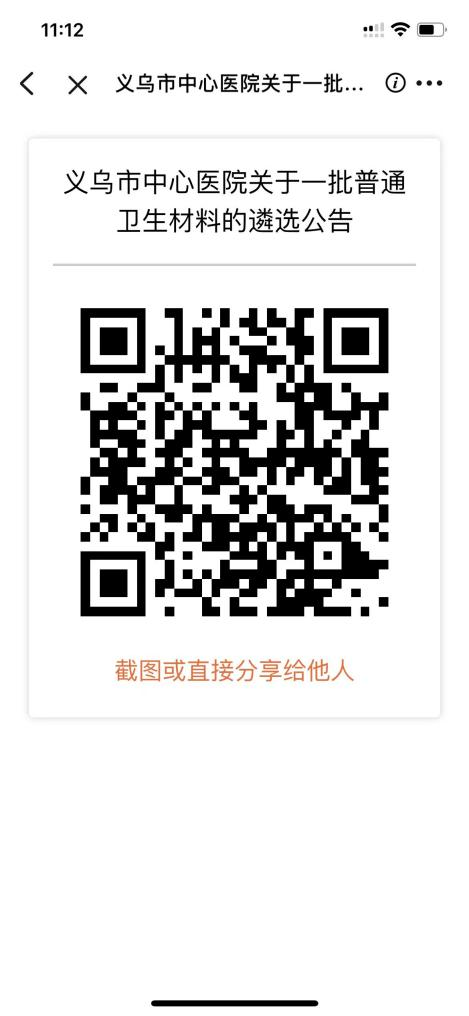 11:12
义乌市中心医院关于一批...
义乌市中心医院关于一批普通
卫生材料的遴选公告
截图或直接分享给他人